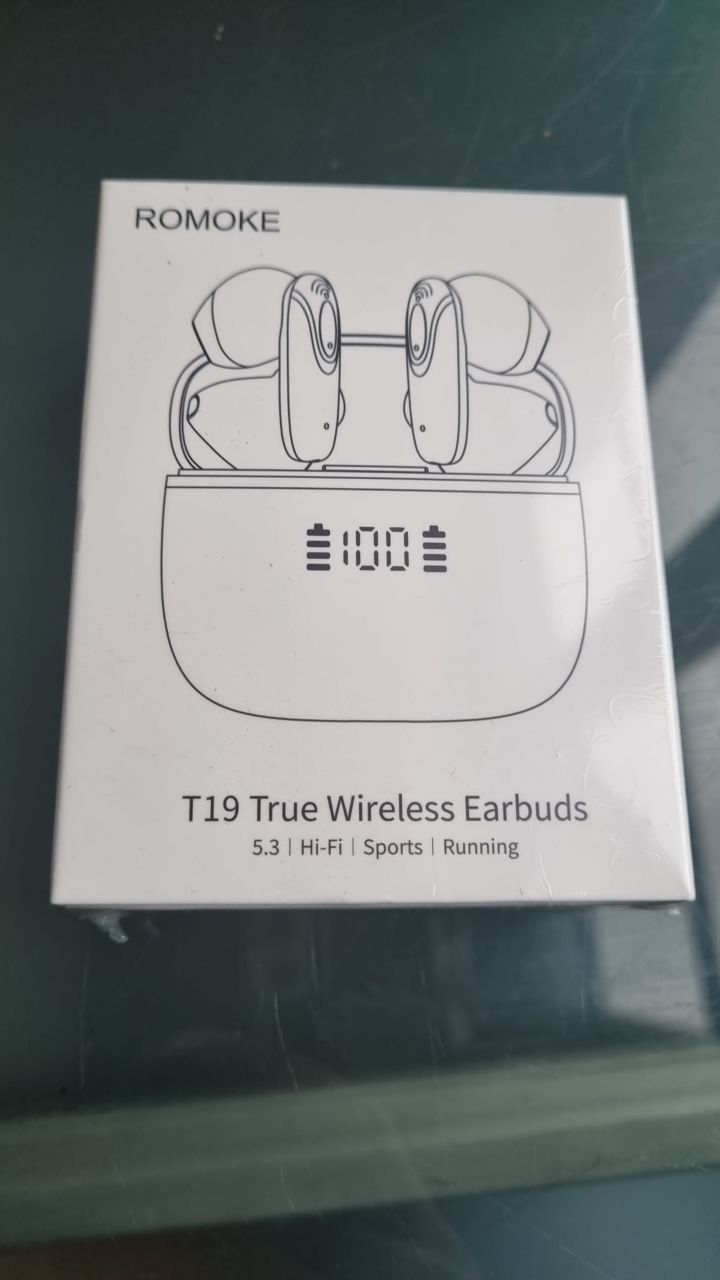 ROMOKE
100
T19 True Wireless Earbuds
5.3 | Hi-Fi | Sports | Running